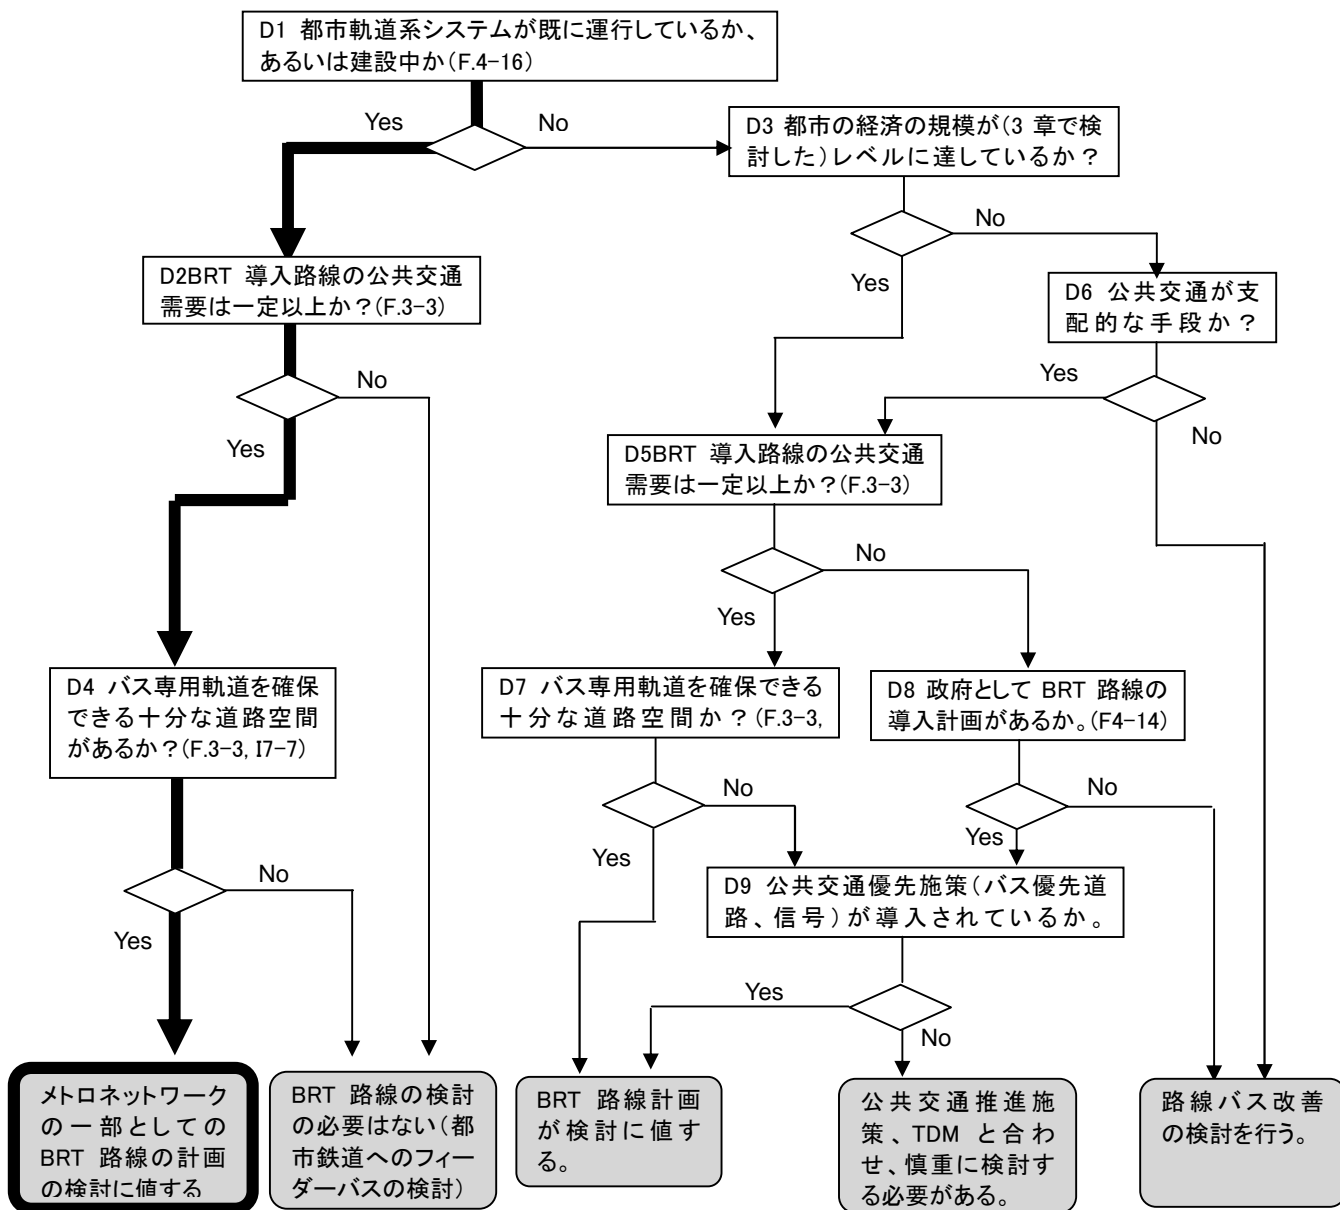 D1 都市軌道系システムが既に運行しているか、
あるいは建設中か(F.4-16)
Yes
No
D3 都市の経済の規模が(3 章で検
討した)レベルに達しているか？
No
Yes
D2BRT 導入路線の公共交通
需要は一定以上か？(F.3-3)
D6 公共交通が支
配的な手段か？
No
Yes
Yes
No
D5BRT 導入路線の公共交通
需要は一定以上か？(F.3-3)
No
Yes
D4 バス専用軌道を確保
できる十分な道路空間
があるか？(F.3-3, I7-7)
D7 バス専用軌道を確保できる
十分な道路空間か？(F.3-3,
D8 政府として BRT 路線の
導入計画があるか。(F4-14)
No
No
Yes
Yes
D9 公共交通優先施策(バス優先道
路、信号)が導入されているか。
No
Yes
Yes
No
メトロネットワーク
の一部としての
BRT 路線の計画
の検討に値する
BRT 路線の検討
の必要はない(都
市鉄道へのフィー
ダーバスの検討)
BRT 路線計画
が検討に値す
る。
公共交通推進施
策、TDM と合わ
せ、慎重に検討す
る必要がある。
路線バス改善
の検討を行う。